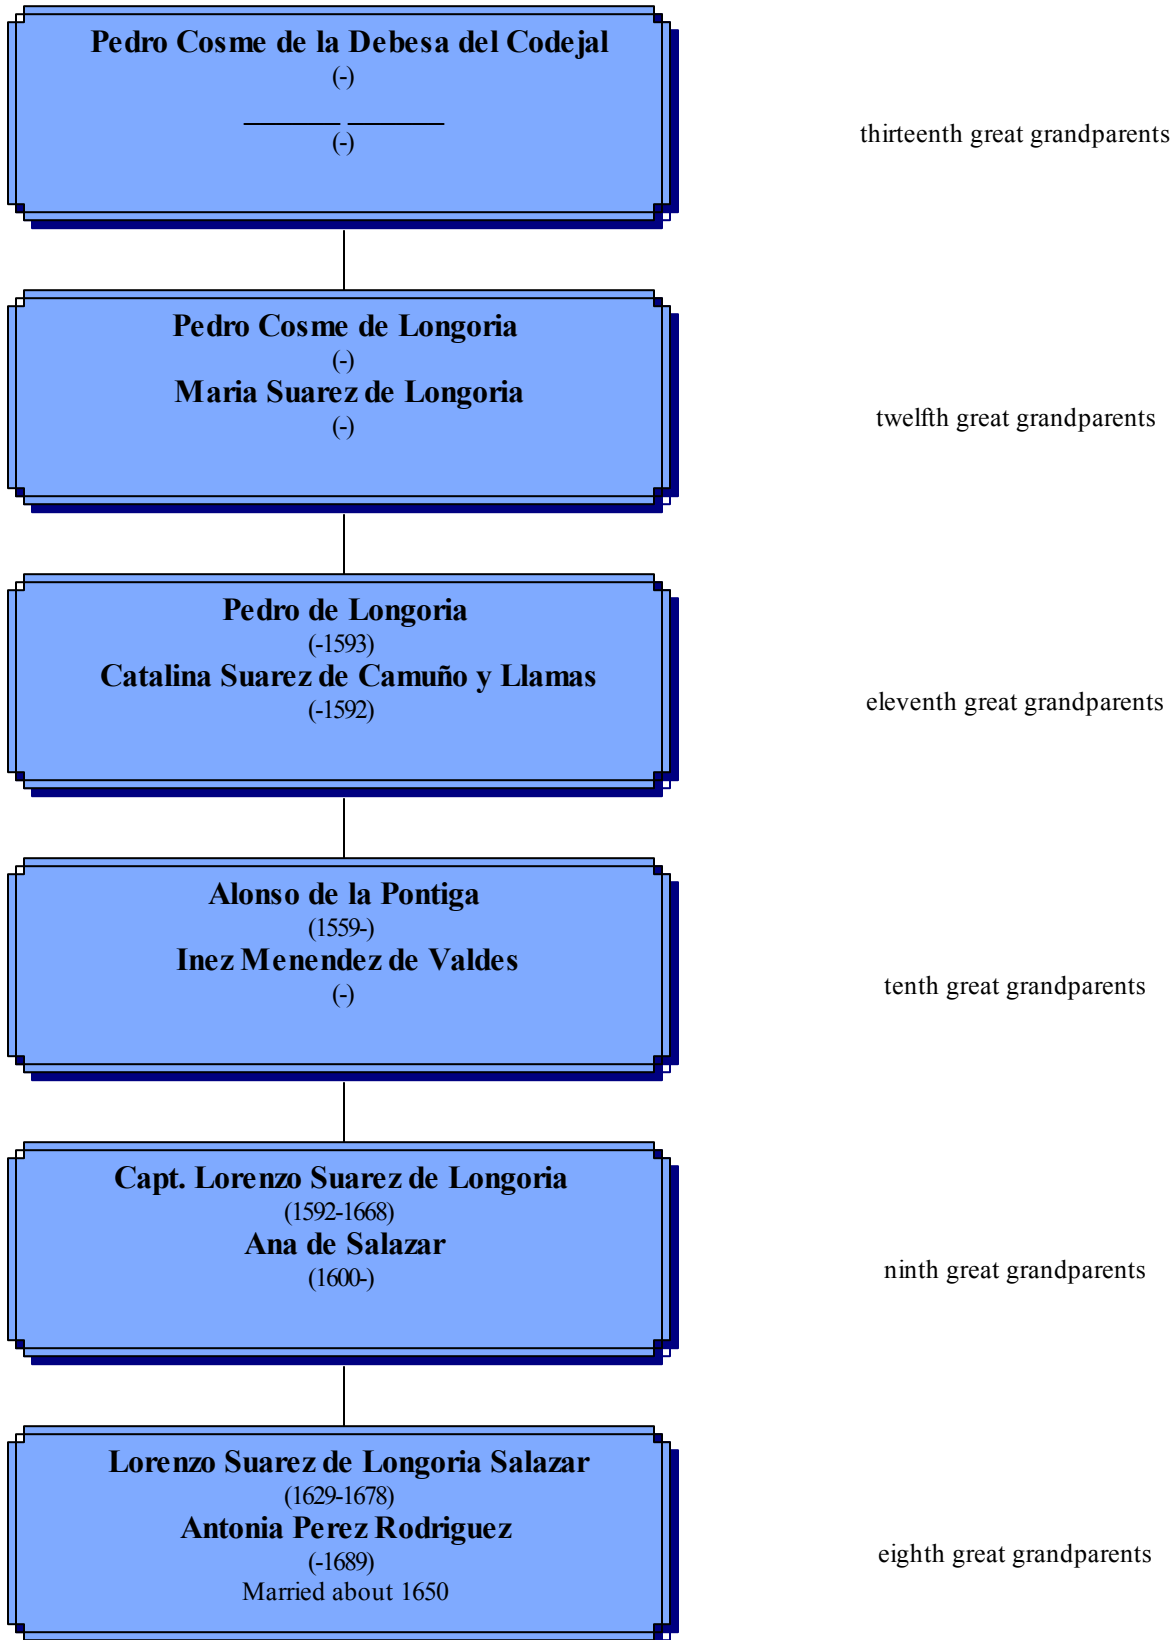 Pedro Cosme de la Debesa del Codejal
(-)
_______ _______
(-)
thirteenth great grandparents
Pedro Cosme de Longoria
(-)
Maria Suarez de Longoria
(-)
twelfth great grandparents
Pedro de Longoria
(-1593)
Catalina Suarez de Camuño y Llamas
(-1592)
eleventh great grandparents
Alonso de la Pontiga
(1559-)
Inez Menendez de Valdes
(-)
tenth great grandparents
Capt. Lorenzo Suarez de Longoria
(1592-1668)
Ana de Salazar
(1600-)
ninth great grandparents
Lorenzo Suarez de Longoria Salazar
(1629-1678)
Antonia Perez Rodriguez
(-1689)
Married about 1650
eighth great grandparents